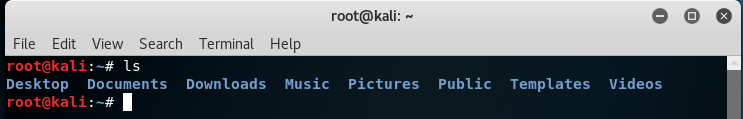 root@kali: ~
File Edit View Search Terminal Help
root@kali:~# ls
Desktop Documents Downloads Music Pictures Public Templates Videos
root@kali:~#